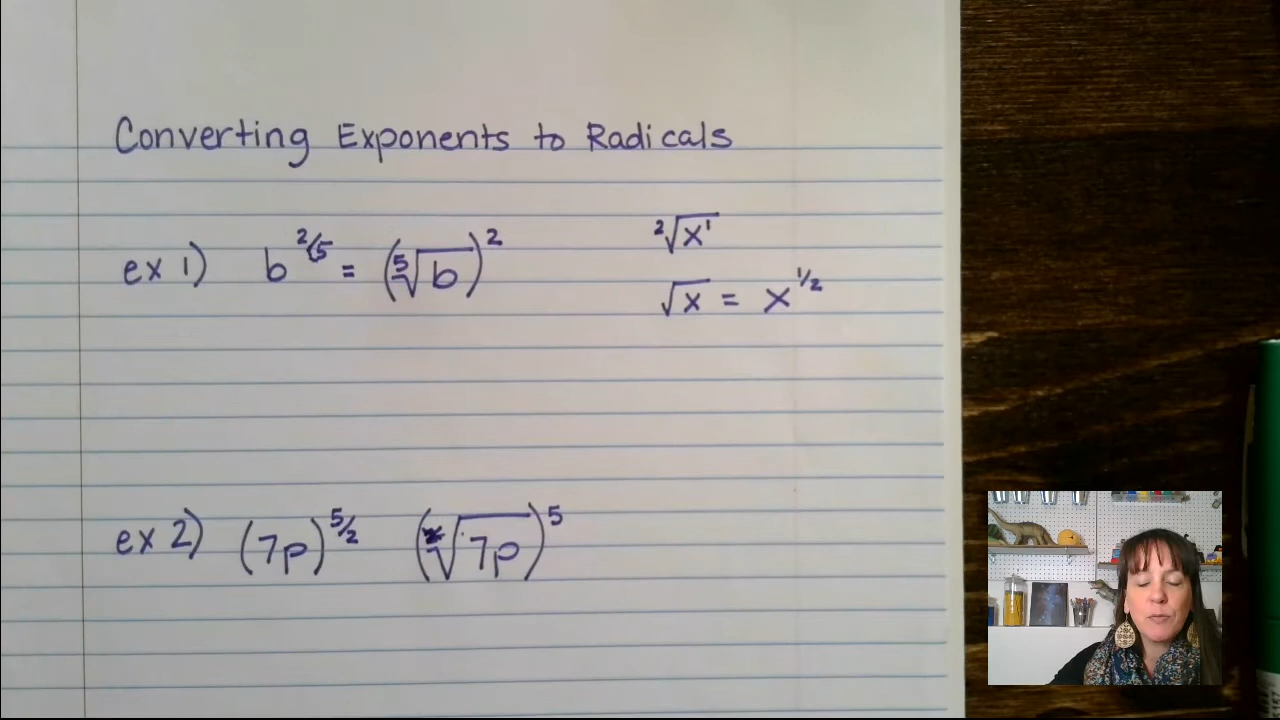 Converting Exponents to Radicals
ex 1) b^2/5 = (⁵√b)²
²√x¹
√x = x^1/2
ex 2) (7p)^5/2 (√7p)⁵